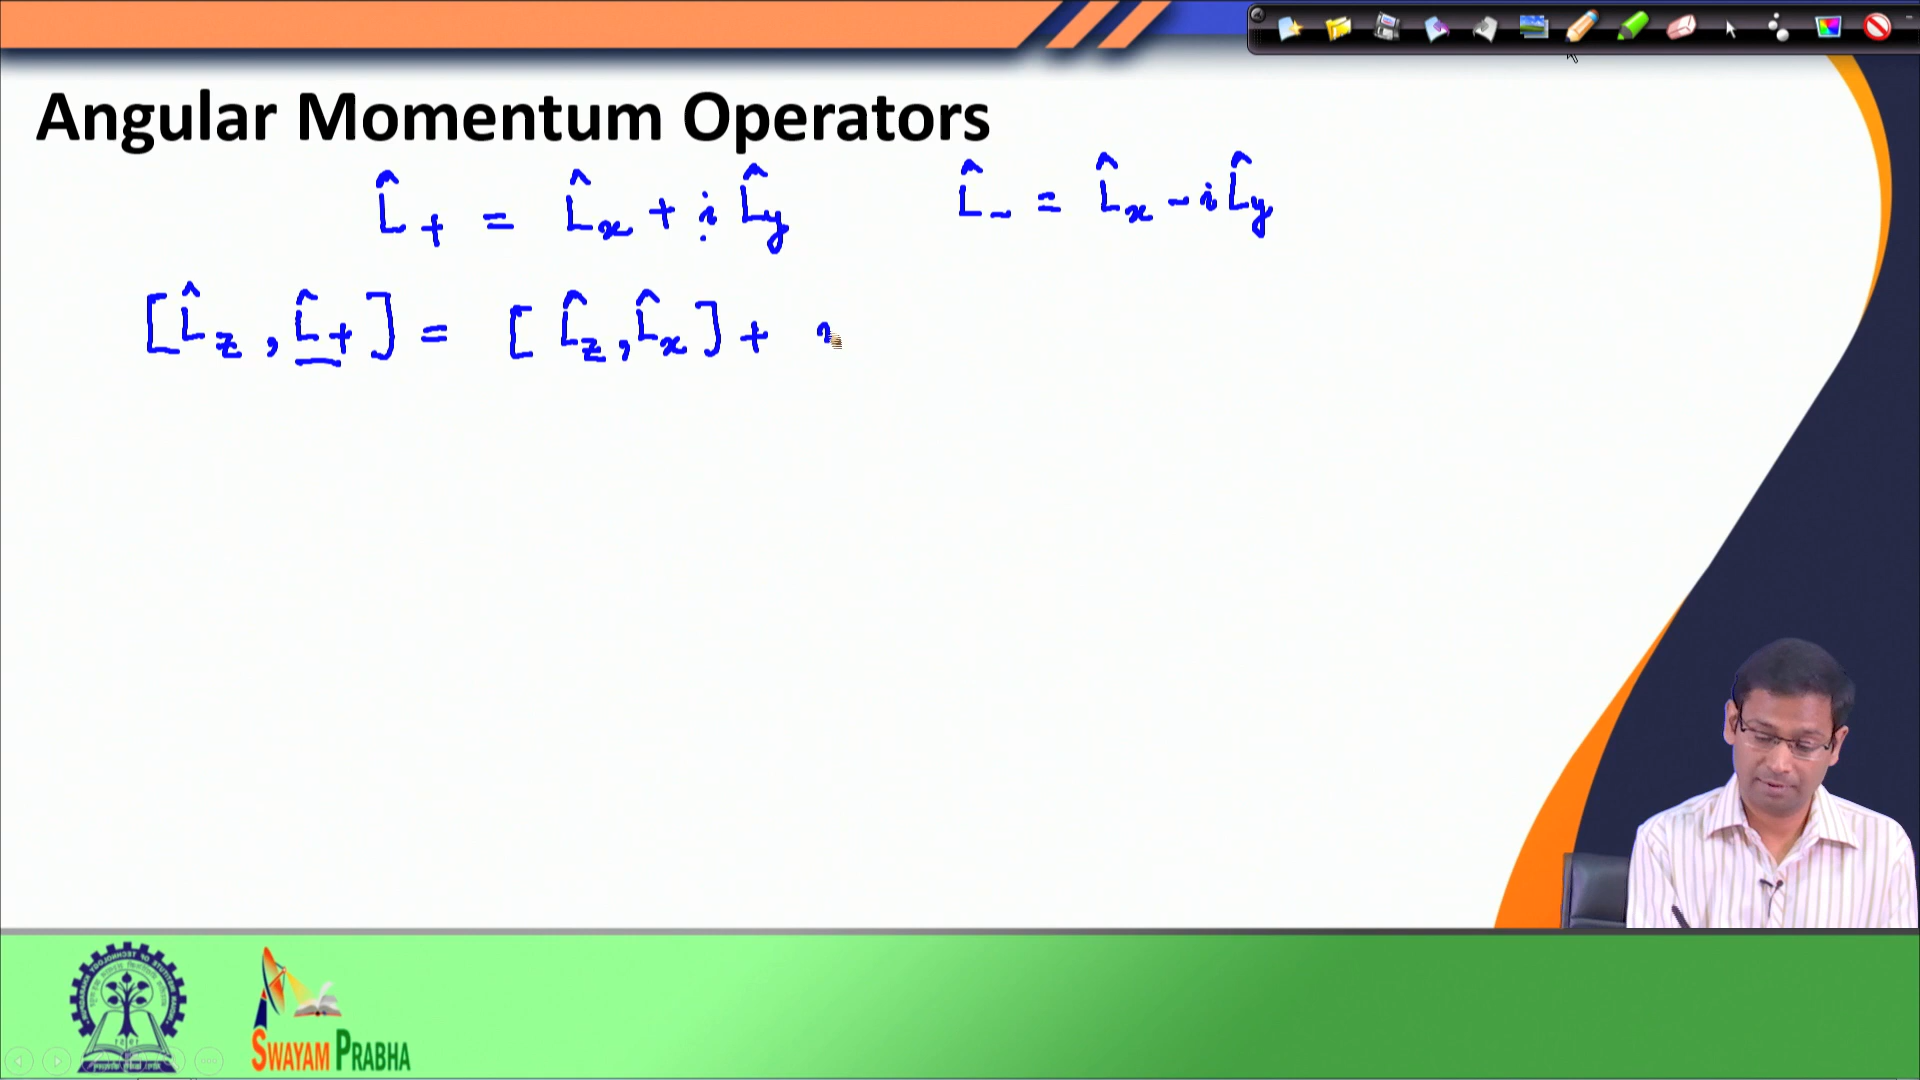 Angular Momentum Operators
L̂₊ = L̂ₓ + i L̂y    L̂₋ = L̂ₓ - i L̂y
[L̂z , L̂₊] = [L̂z , L̂ₓ] +
SWAYAM PRABHA